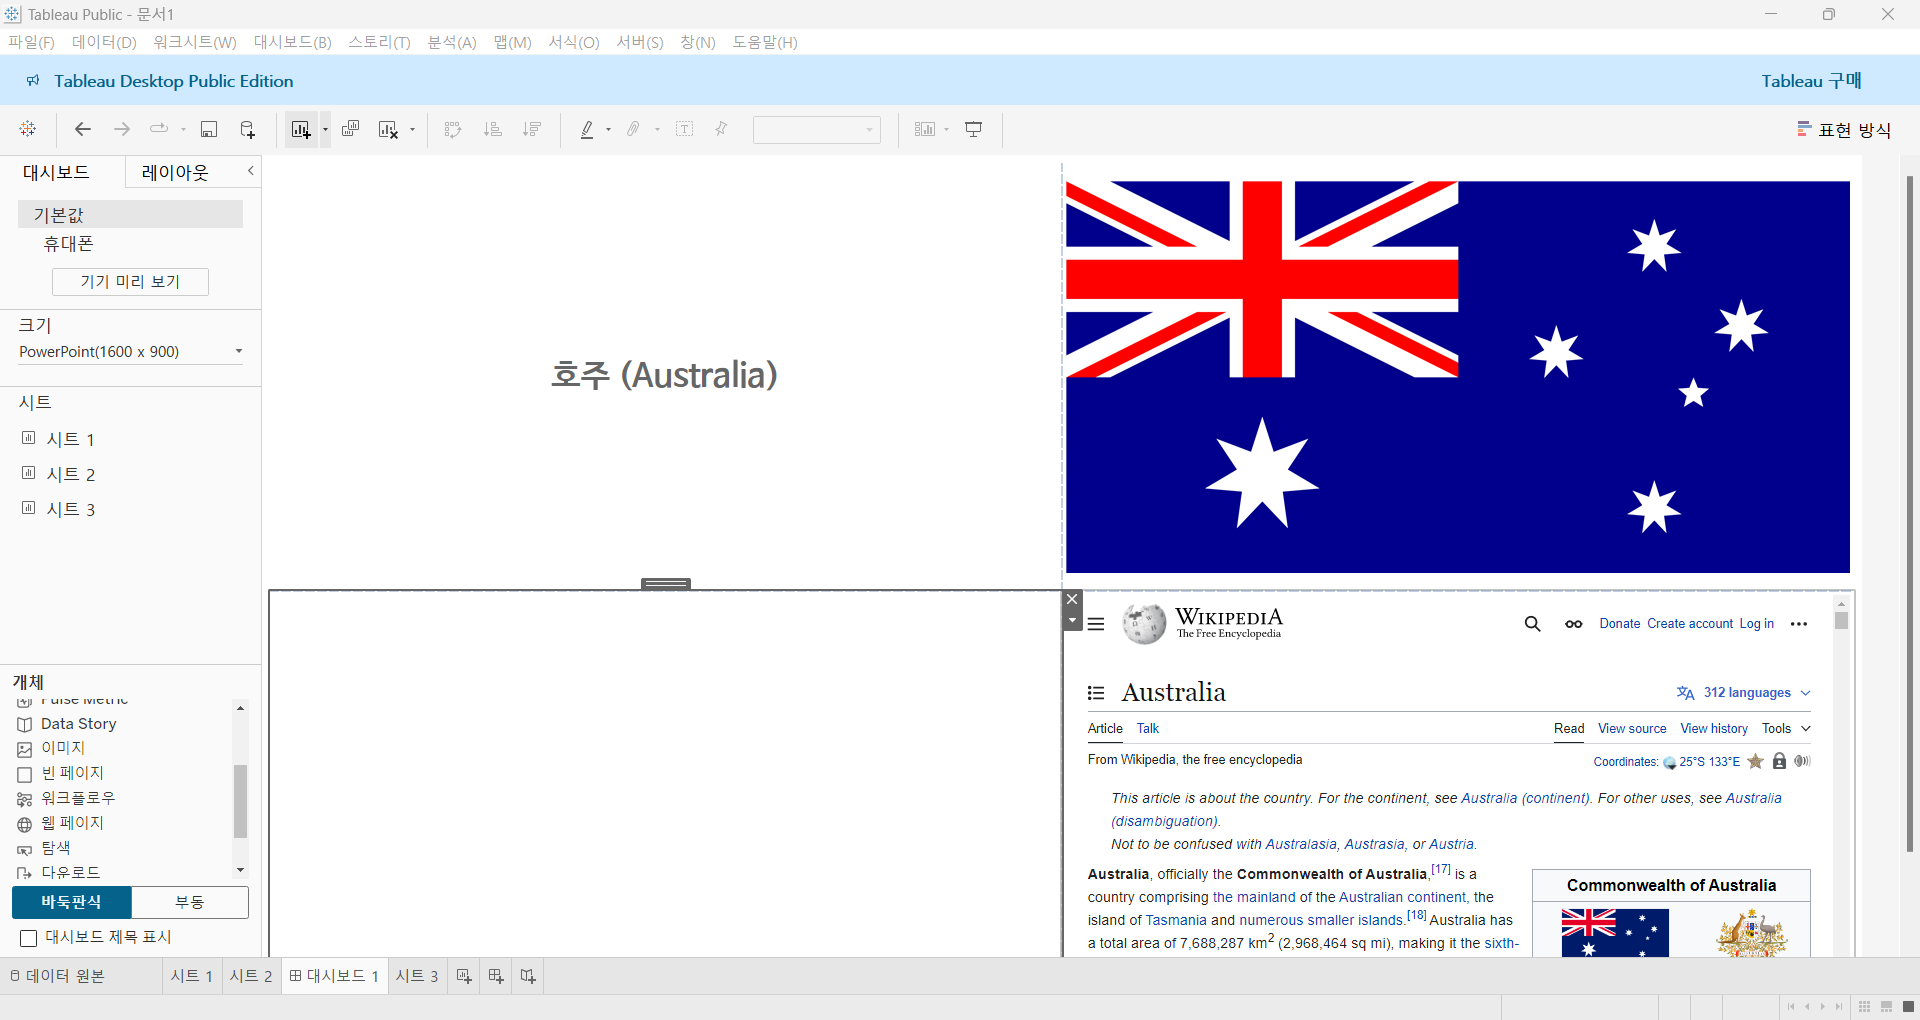 Tableau Public - 문서1
파일(F) 데이터(D) 워크시트(W) 대시보드(B) 스토리(T) 분석(A) 맵(M) 서식(O) 서버(S) 창(N) 도움말(H)
Tableau Desktop Public Edition
Tableau 구매
표현 방식
대시보드 레이아웃
기본값
휴대폰
기기 미리 보기
크기
PowerPoint(1600 x 900)
시트
시트 1
시트 2
시트 3
개체
Pulse Metric
Data Story
이미지
빈 페이지
워크플로우
웹 페이지
탐색
다운로드
바둑판식 부동
대시보드 제목 표시
호주 (Australia)
WIKIPEDIA
The Free Encyclopedia
Donate Create account Log in
Australia
312 languages
Article Talk
Read View source View history Tools
From Wikipedia, the free encyclopedia
Coordinates: 25°S 133°E
This article is about the country. For the continent, see Australia (continent). For other uses, see Australia
(disambiguation).
Not to be confused with Australasia, Austrasia, or Austria.
Australia, officially the Commonwealth of Australia,[17] is a
country comprising the mainland of the Australian continent, the
island of Tasmania and numerous smaller islands.[18] Australia has
a total area of 7,688,287 km2 (2,968,464 sq mi), making it the sixth-
Commonwealth of Australia
데이터 원본 시트 1 시트 2 대시보드 1 시트 3